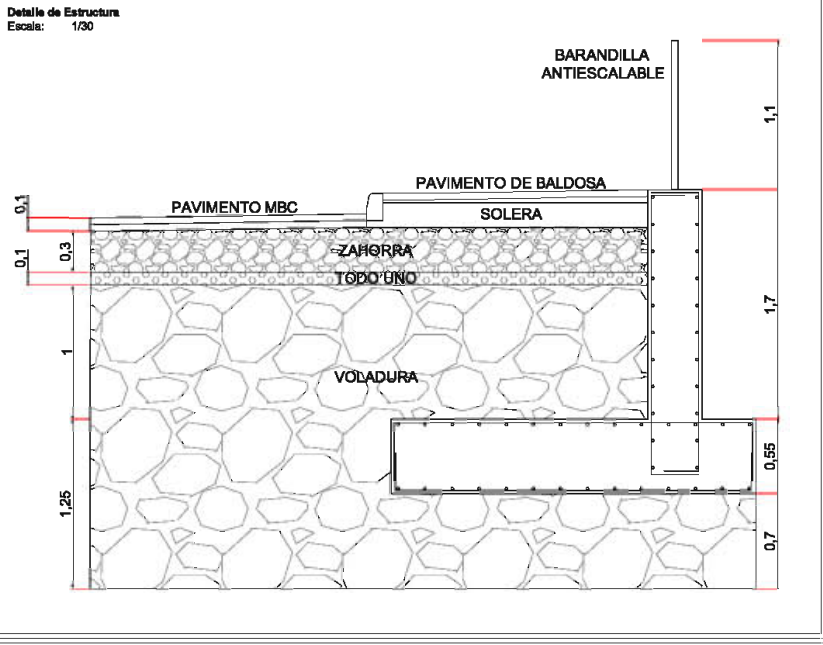 Detalle de Estructura
Escala: 1/30
BARANDILLA
ANTIESCALABLE
1,1
PAVIMENTO DE BALDOSA
PAVIMENTO MBC
SOLERA
0,1
0,3
ZAHORRA
0,1
TODO UNO
1,7
1
VOLADURA
0,55
1,25
0,7